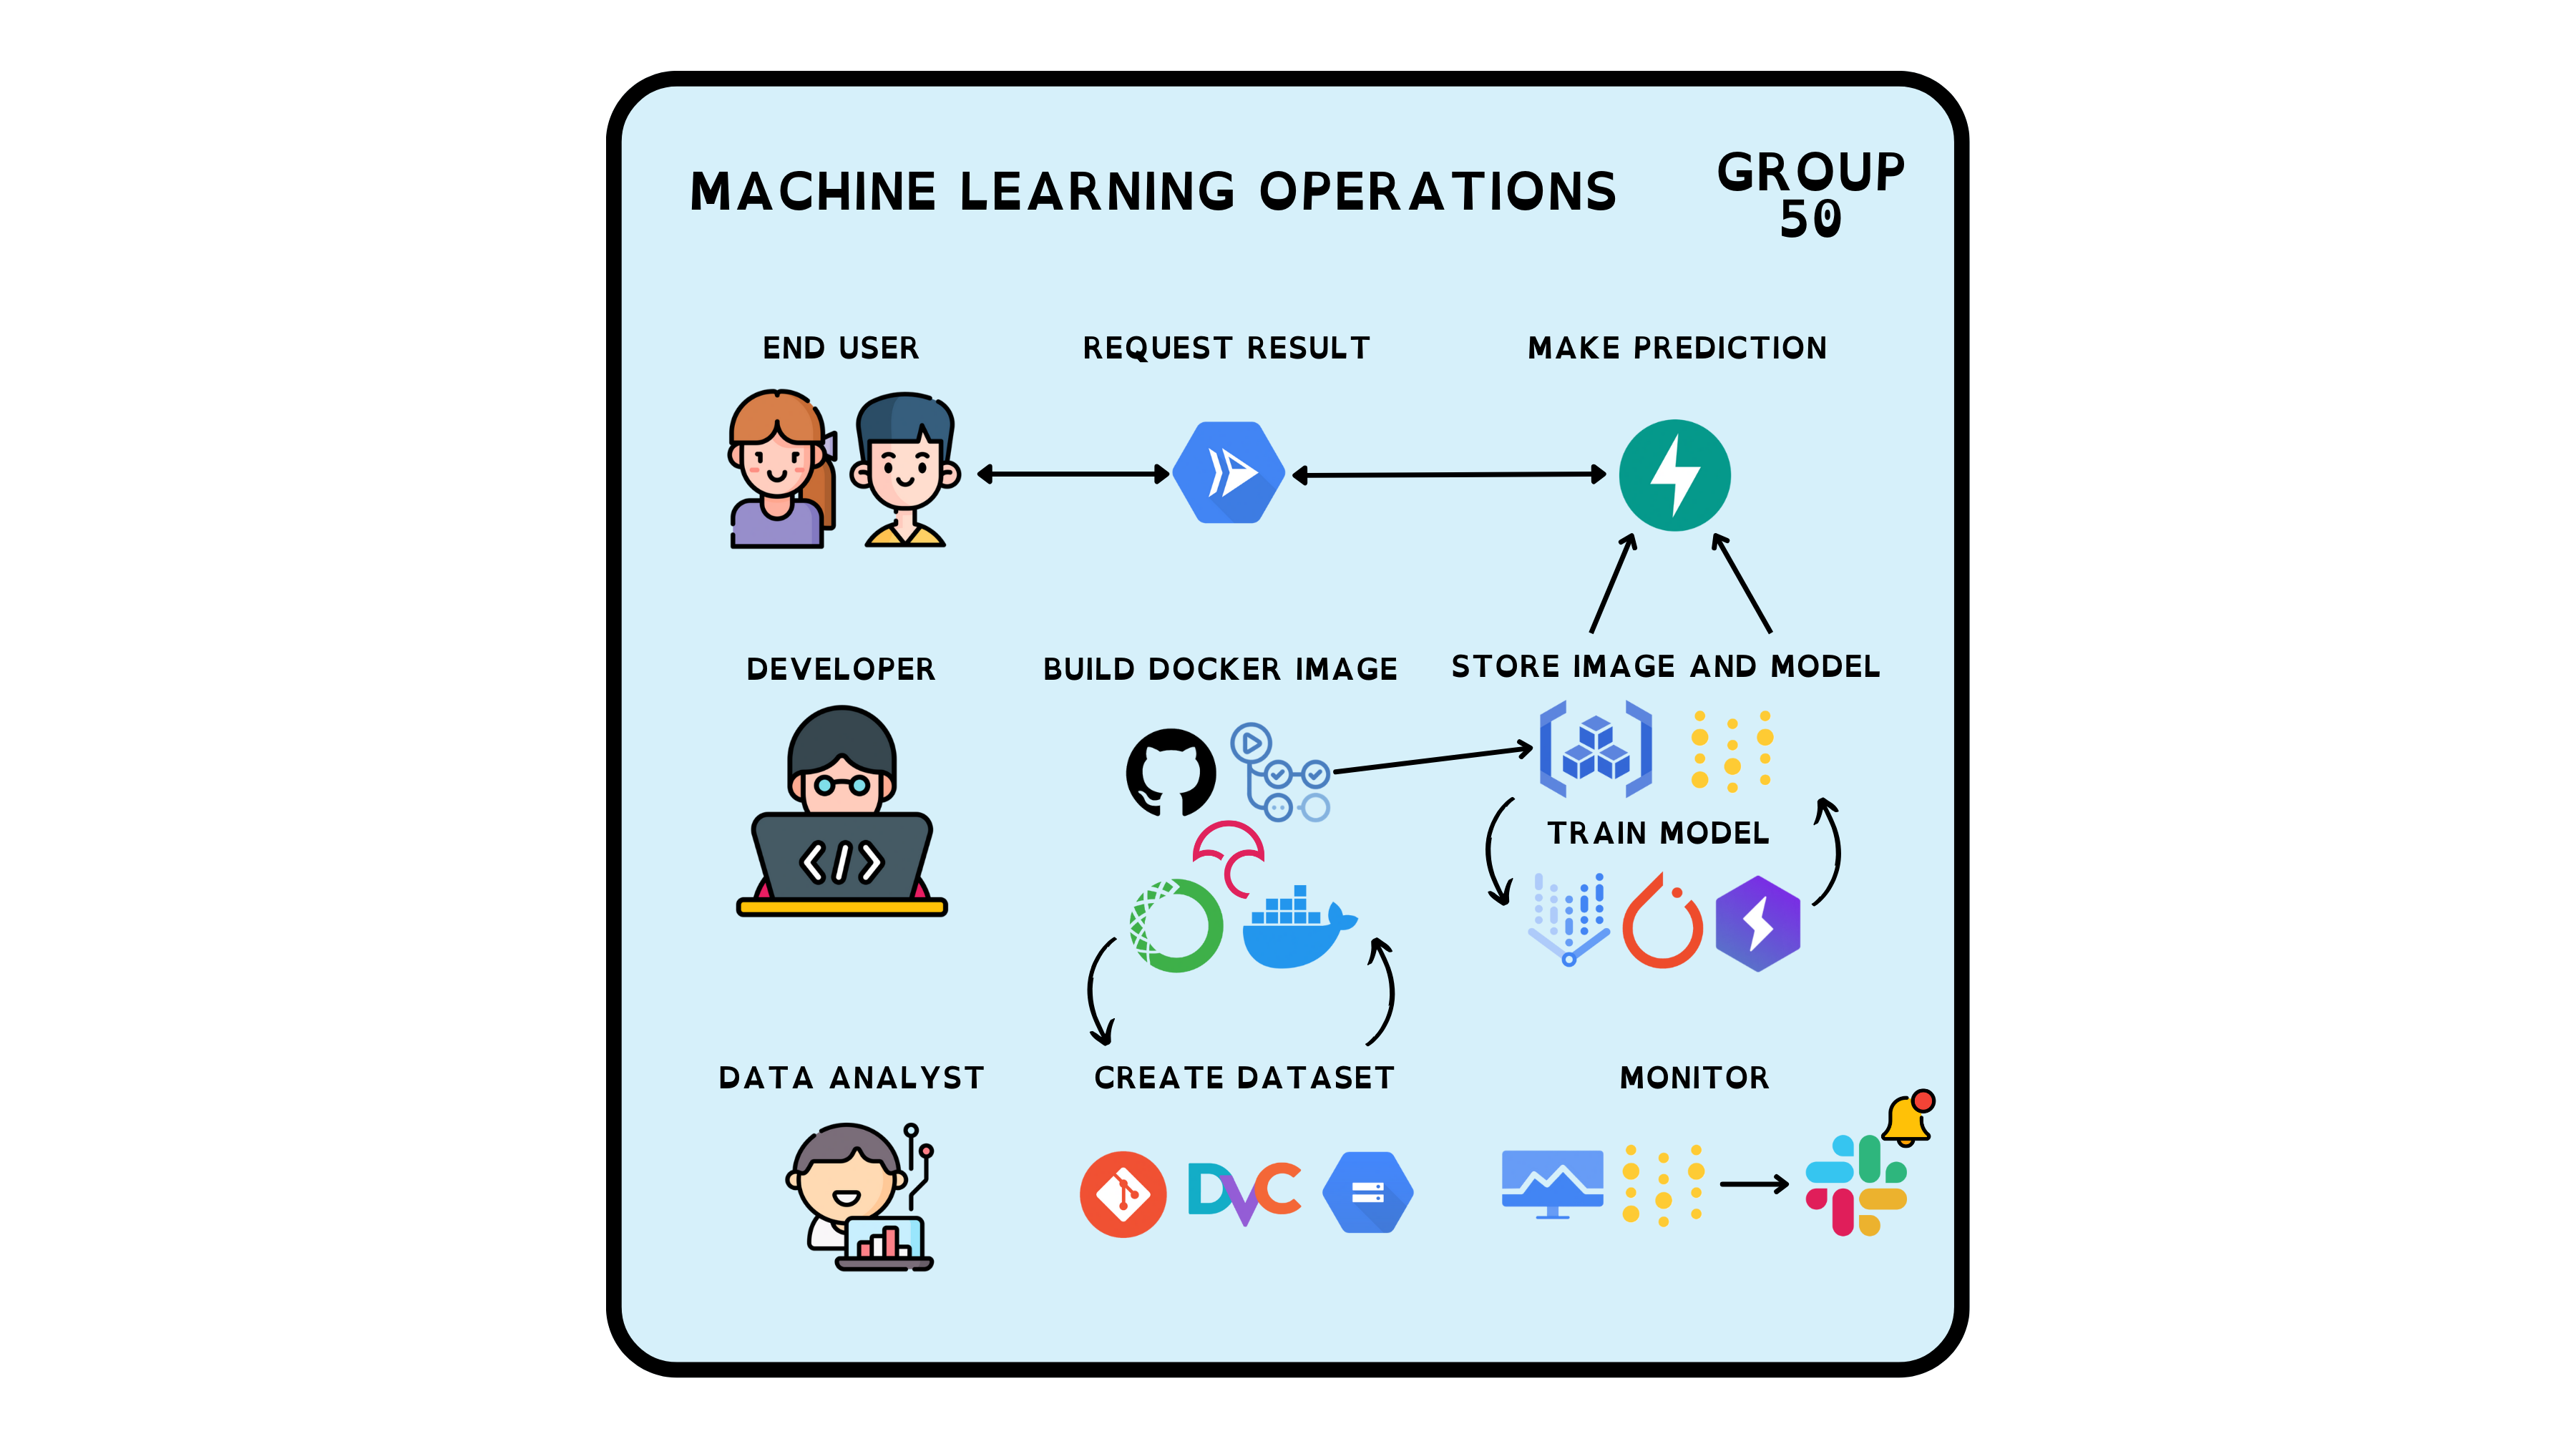 MACHINE LEARNING OPERATIONS
GROUP
50
END USER
REQUEST RESULT
MAKE PREDICTION
DEVELOPER
BUILD DOCKER IMAGE
STORE IMAGE AND MODEL
TRAIN MODEL
</>
DATA ANALYST
CREATE DATASET
MONITOR
DVC